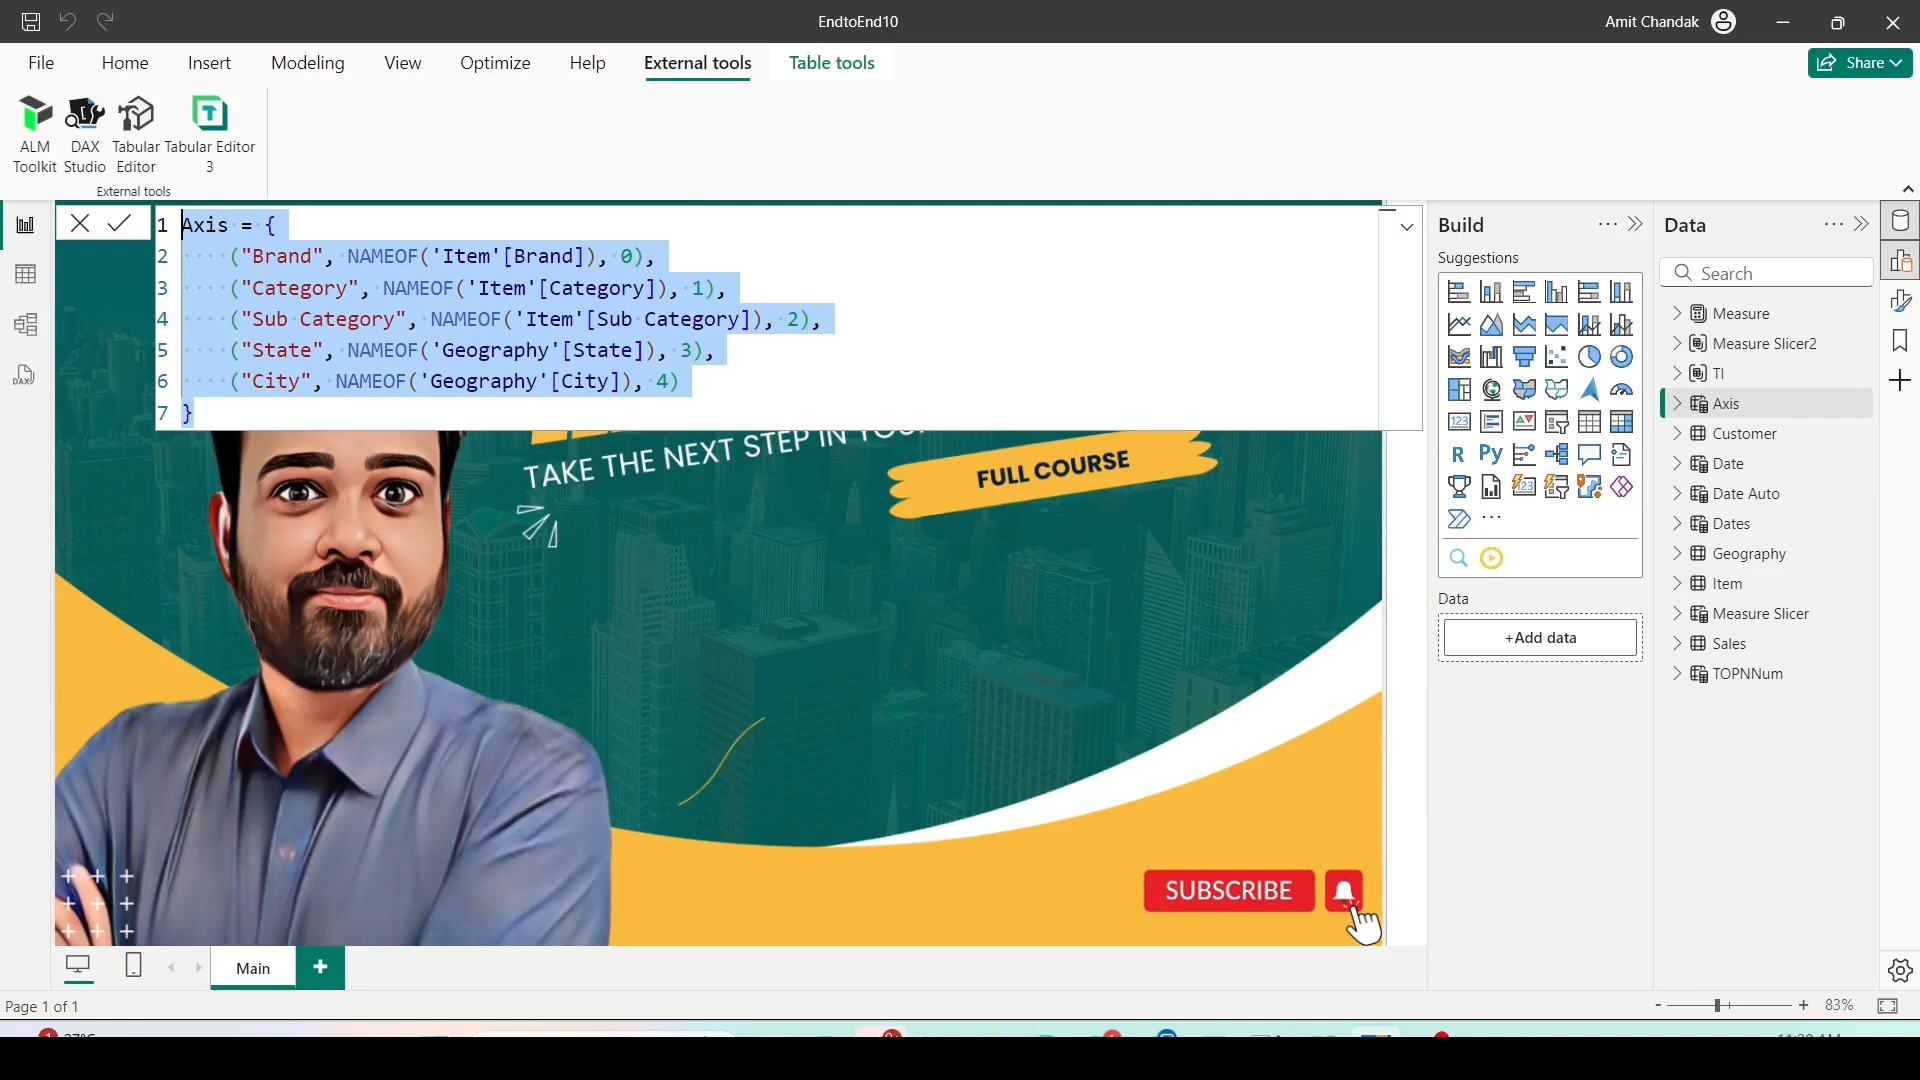 EndtoEnd10
Amit Chandak
File
Home
Insert
Modeling
View
Optimize
Help
External tools
Table tools
Share
ALM
Toolkit
DAX
Studio
Tabular
Editor
Tabular Editor
3
External tools
1 Axis = {
2 ("Brand", NAMEOF('Item'[Brand]), 0),
3 ("Category", NAMEOF('Item'[Category]), 1),
4 ("Sub Category", NAMEOF('Item'[Sub Category]), 2),
5 ("State", NAMEOF('Geography'[State]), 3),
6 ("City", NAMEOF('Geography'[City]), 4)
7 }
TAKE THE NEXT STEP IN
FULL COURSE
SUBSCRIBE
Build
Suggestions
123
R
Py
123
Data
+Add data
Data
Search
Measure
Measure Slicer2
TI
Axis
Customer
Date
Date Auto
Dates
Geography
Item
Measure Slicer
Sales
TOPNNum
DAX
Main
Page 1 of 1
- + 83%